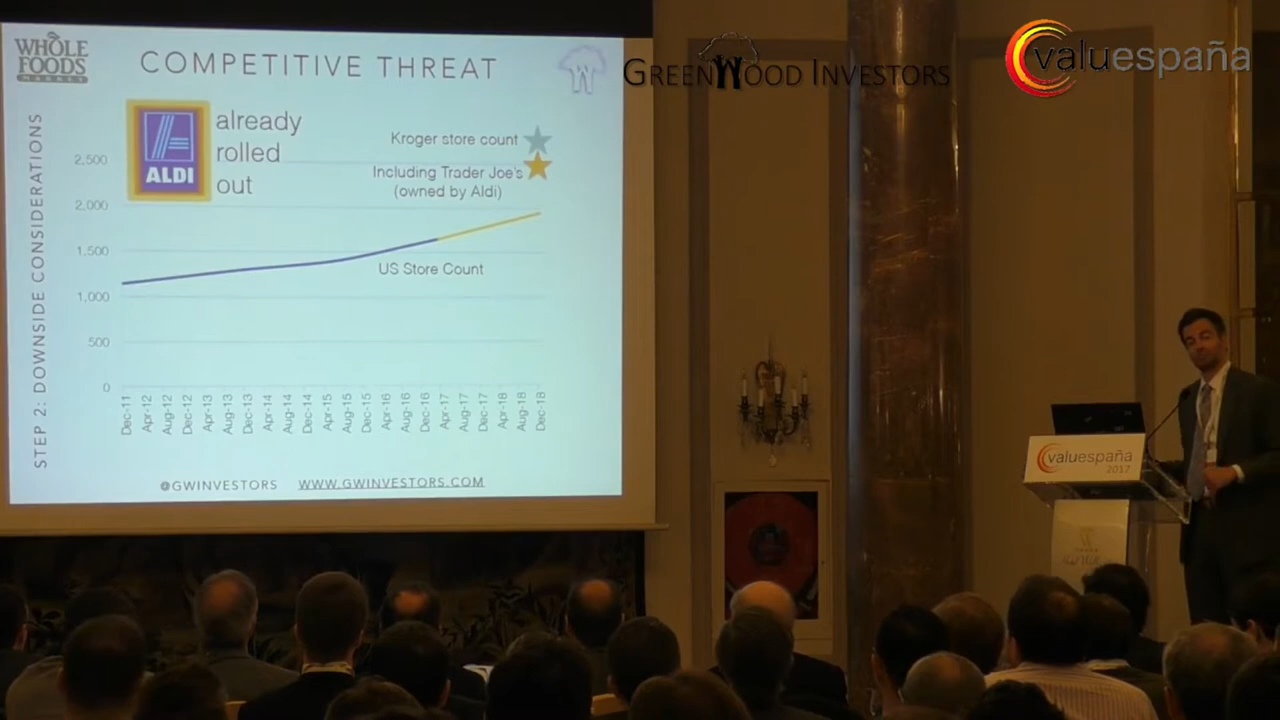 WHOLE
FOODS
MARKET
COMPETITIVE THREAT
STEP 2: DOWNSIDE CONSIDERATIONS
ALDI
already
rolled
out
Kroger store count
Including Trader Joe's
(owned by Aldi)
US Store Count
2,500
2,000
1,500
1,000
500
0
Dec-11
Apr-12
Aug-12
Dec-12
Apr-13
Aug-13
Dec-13
Apr-14
Aug-14
Dec-14
Apr-15
Aug-15
Dec-15
Apr-16
Aug-16
Dec-16
Apr-17
Aug-17
Dec-17
Apr-18
Aug-18
Dec-18
@GWINVESTORS WWW.GWINVESTORS.COM
GREENWOOD INVESTORS
valuespaña
valuespaña
2017